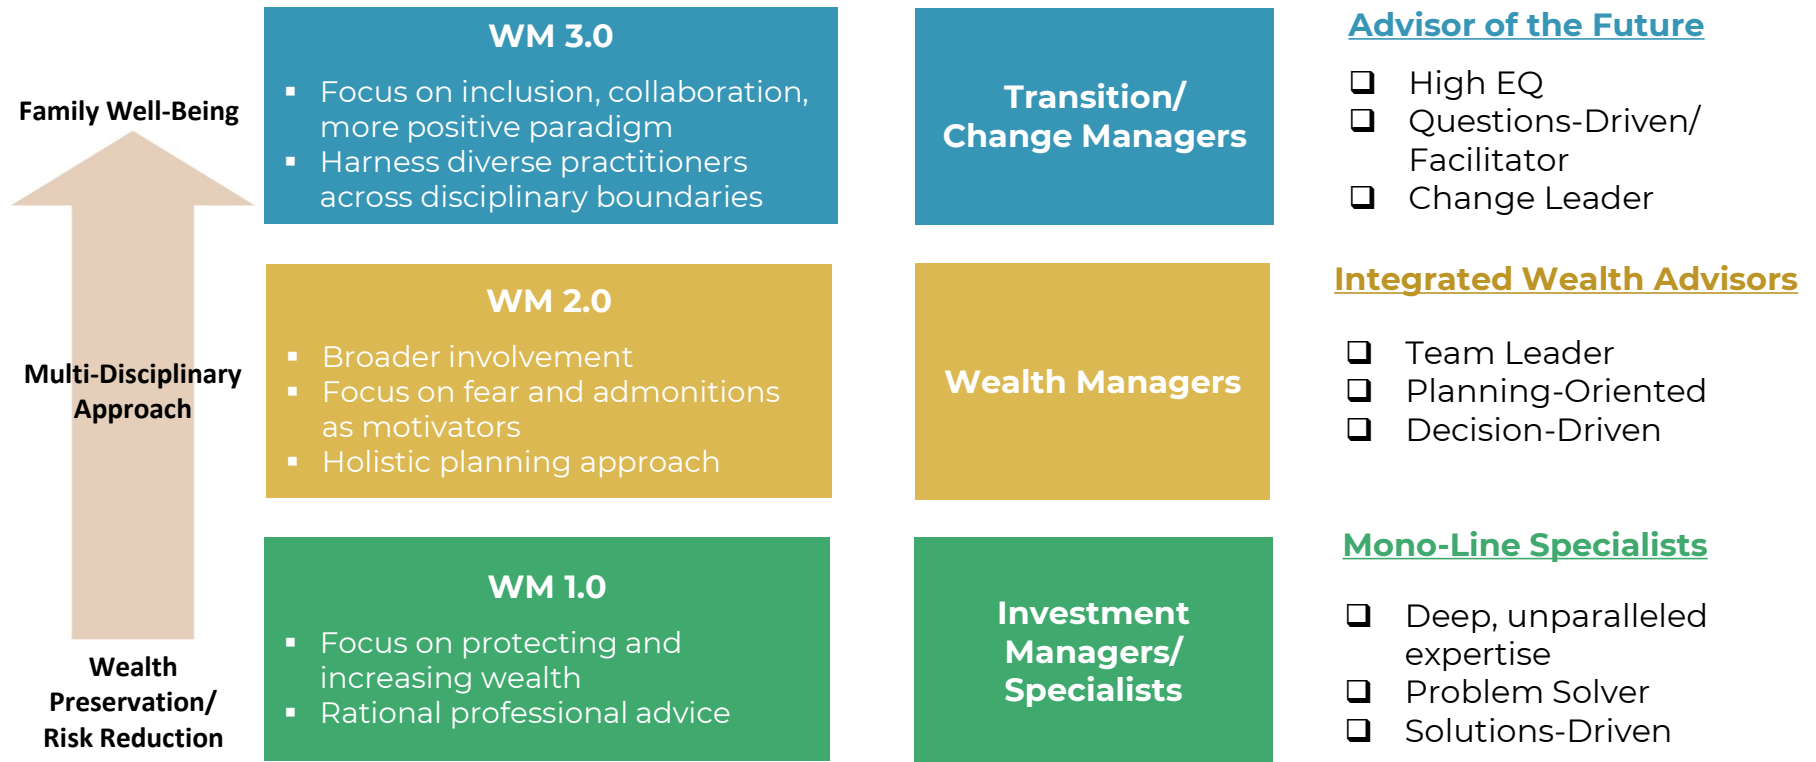 Family Well-Being
Multi-Disciplinary
Approach
Wealth
Preservation/
Risk Reduction
WM 3.0
▪ Focus on inclusion, collaboration,
more positive paradigm
▪ Harness diverse practitioners
across disciplinary boundaries
Transition/
Change Managers
Advisor of the Future
❑ High EQ
❑ Questions-Driven/
Facilitator
❑ Change Leader
WM 2.0
▪ Broader involvement
▪ Focus on fear and admonitions
as motivators
▪ Holistic planning approach
Wealth Managers
Integrated Wealth Advisors
❑ Team Leader
❑ Planning-Oriented
❑ Decision-Driven
WM 1.0
▪ Focus on protecting and
increasing wealth
▪ Rational professional advice
Investment
Managers/
Specialists
Mono-Line Specialists
❑ Deep, unparalleled
expertise
❑ Problem Solver
❑ Solutions-Driven